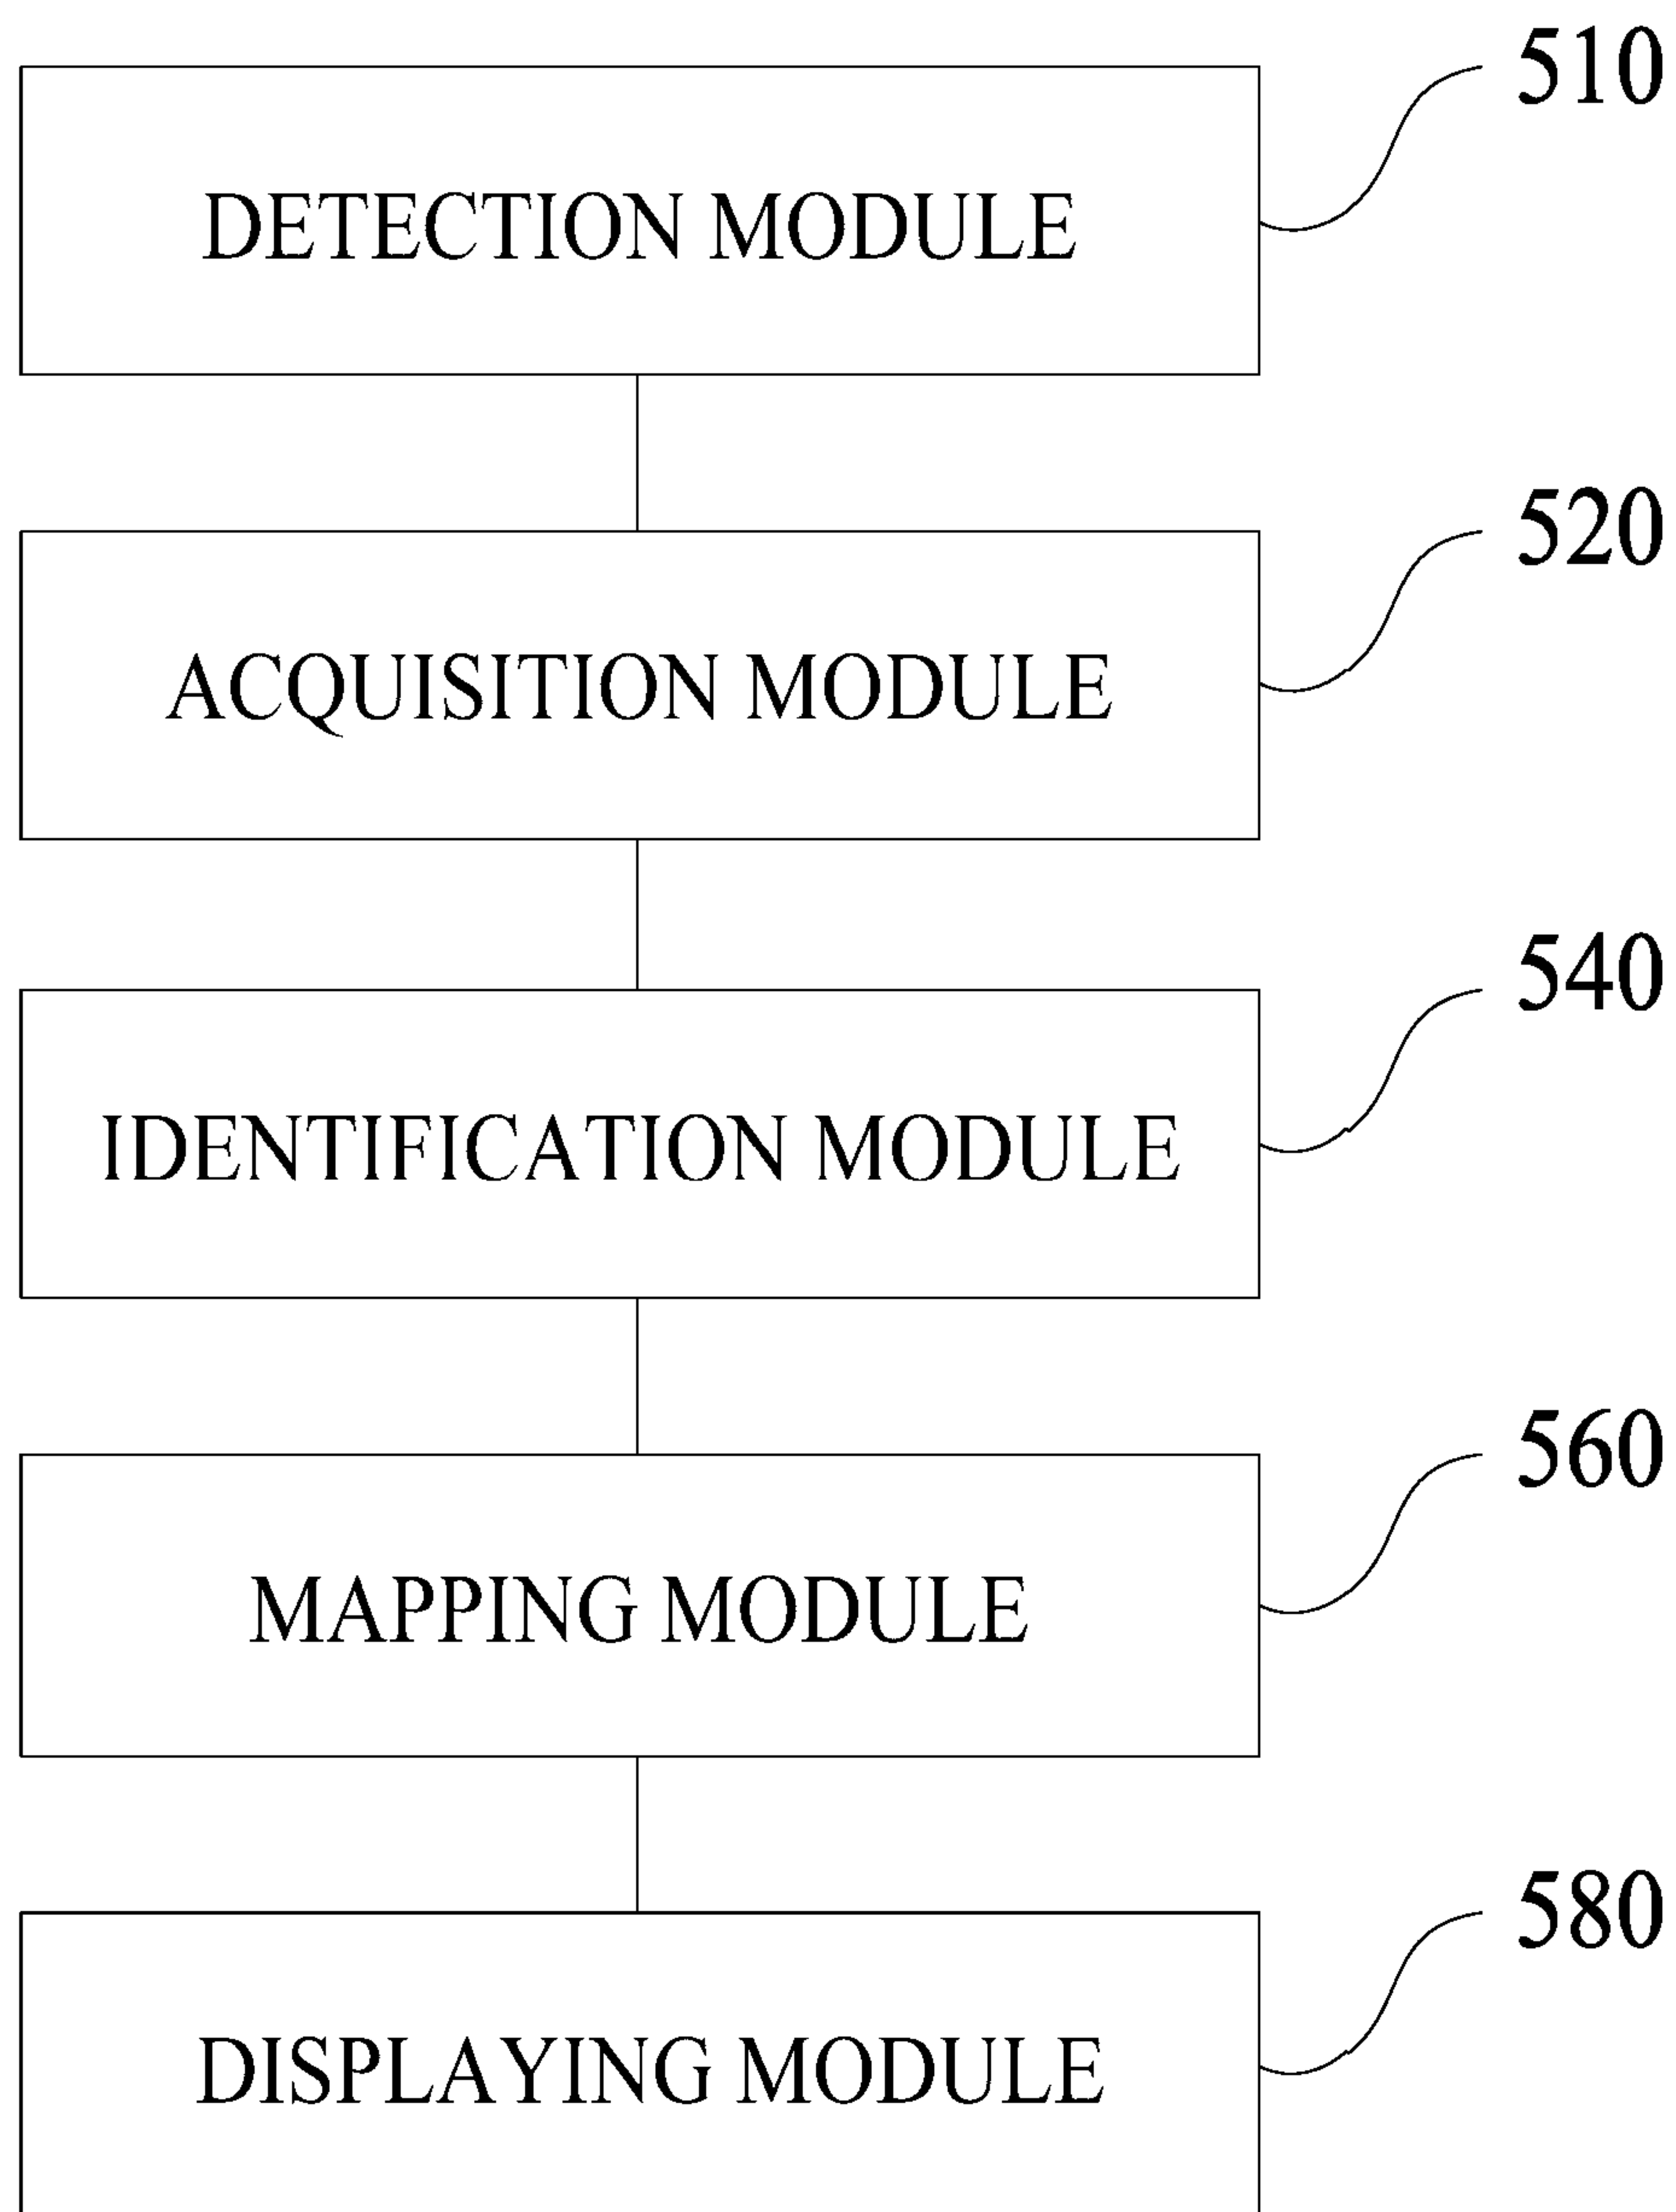 510
DETECTION MODULE
520
ACQUISITION MODULE
540
IDENTIFICATION MODULE
560
MAPPING MODULE
580
DISPLAYING MODULE